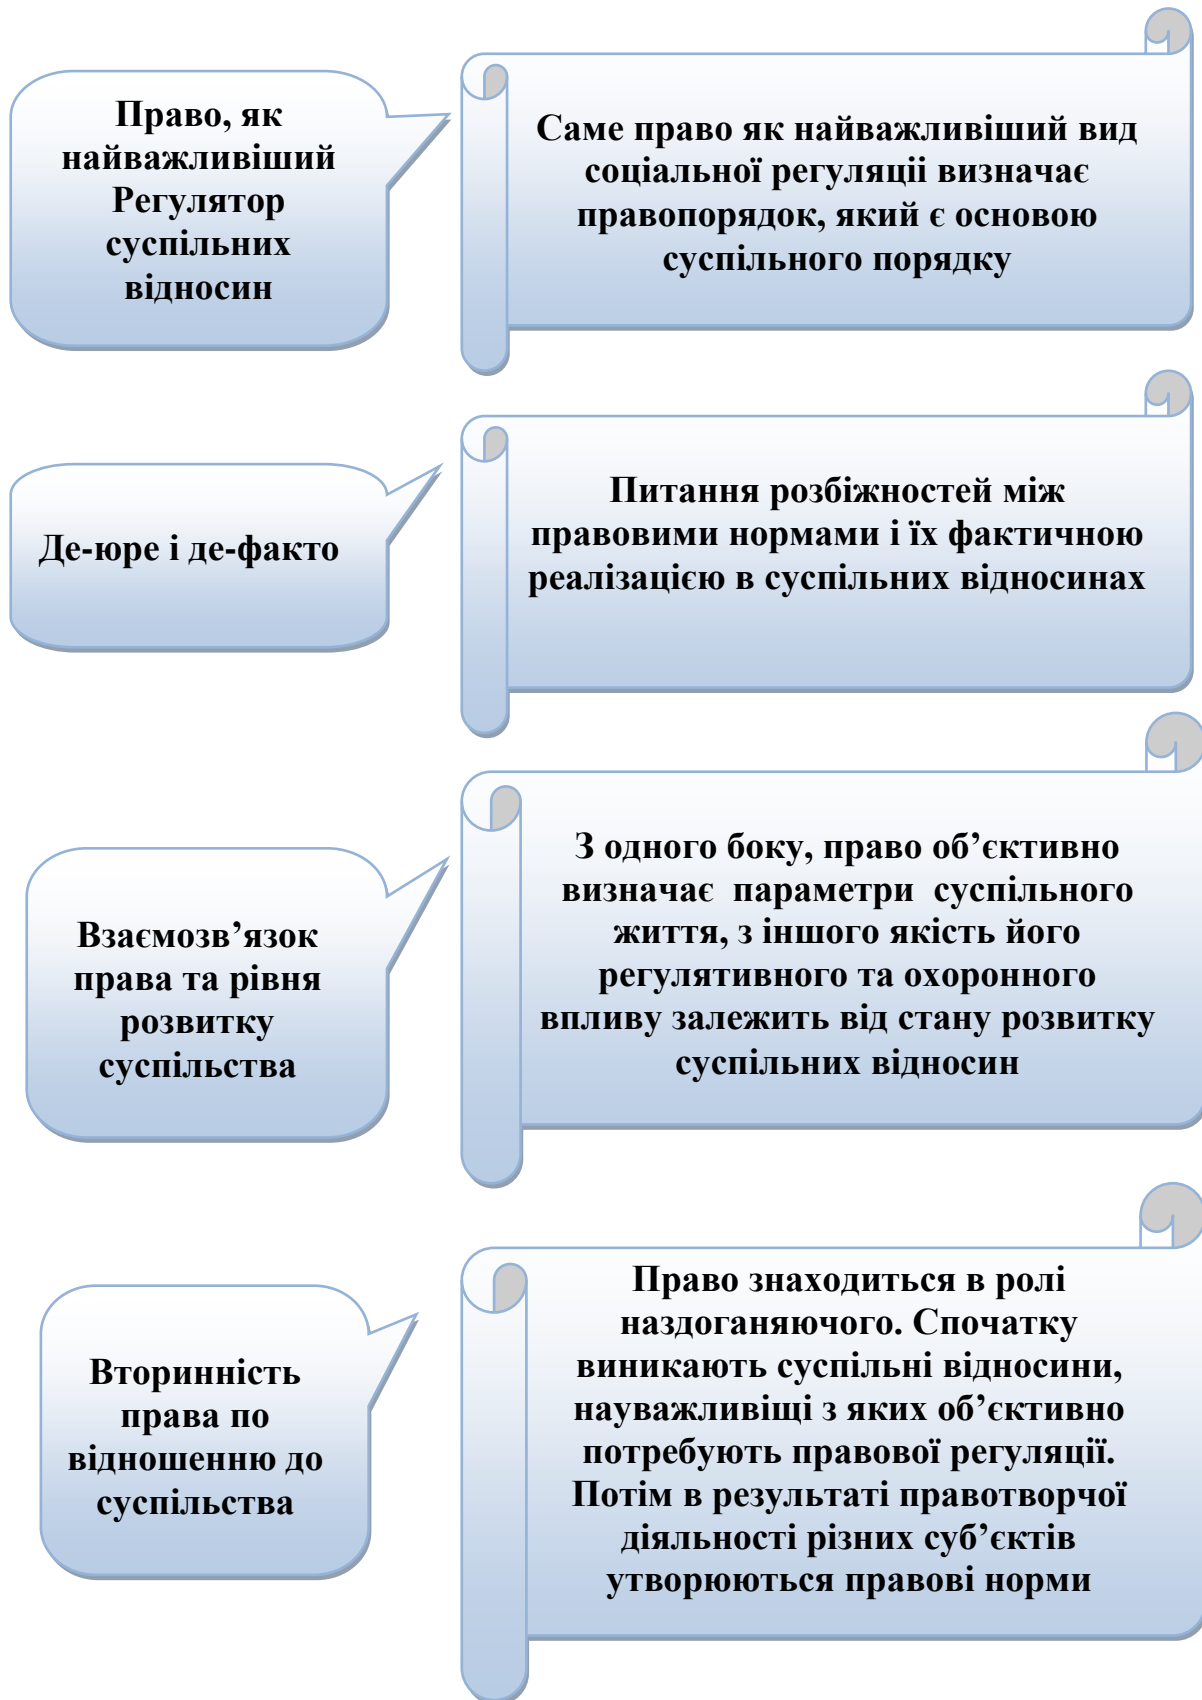 Право, як
найважливіший
Регулятор
суспільних
відносин
Саме право як найважливіший вид
соціальної регуляціі визначає
правопорядок, який є основою
суспільного порядку
Де-юре і де-факто
Питання розбіжностей між
правовими нормами і їх фактичною
реалізацією в суспільних відносинах
Взаємозв’язок
права та рівня
розвитку
суспільства
З одного боку, право об’єктивно
визначає параметри суспільного
життя, з іншого якість його
регулятивного та охоронного
впливу залежить від стану розвитку
суспільних відносин
Вторинність
права по
відношенню до
суспільства
Право знаходиться в ролі
наздоганяючого. Спочатку
виникають суспільні відносини,
науважливіщі з яких об’єктивно
потребують правової регуляції.
Потім в результаті правотворчої
діяльності різних суб’єктів
утворюються правові норми